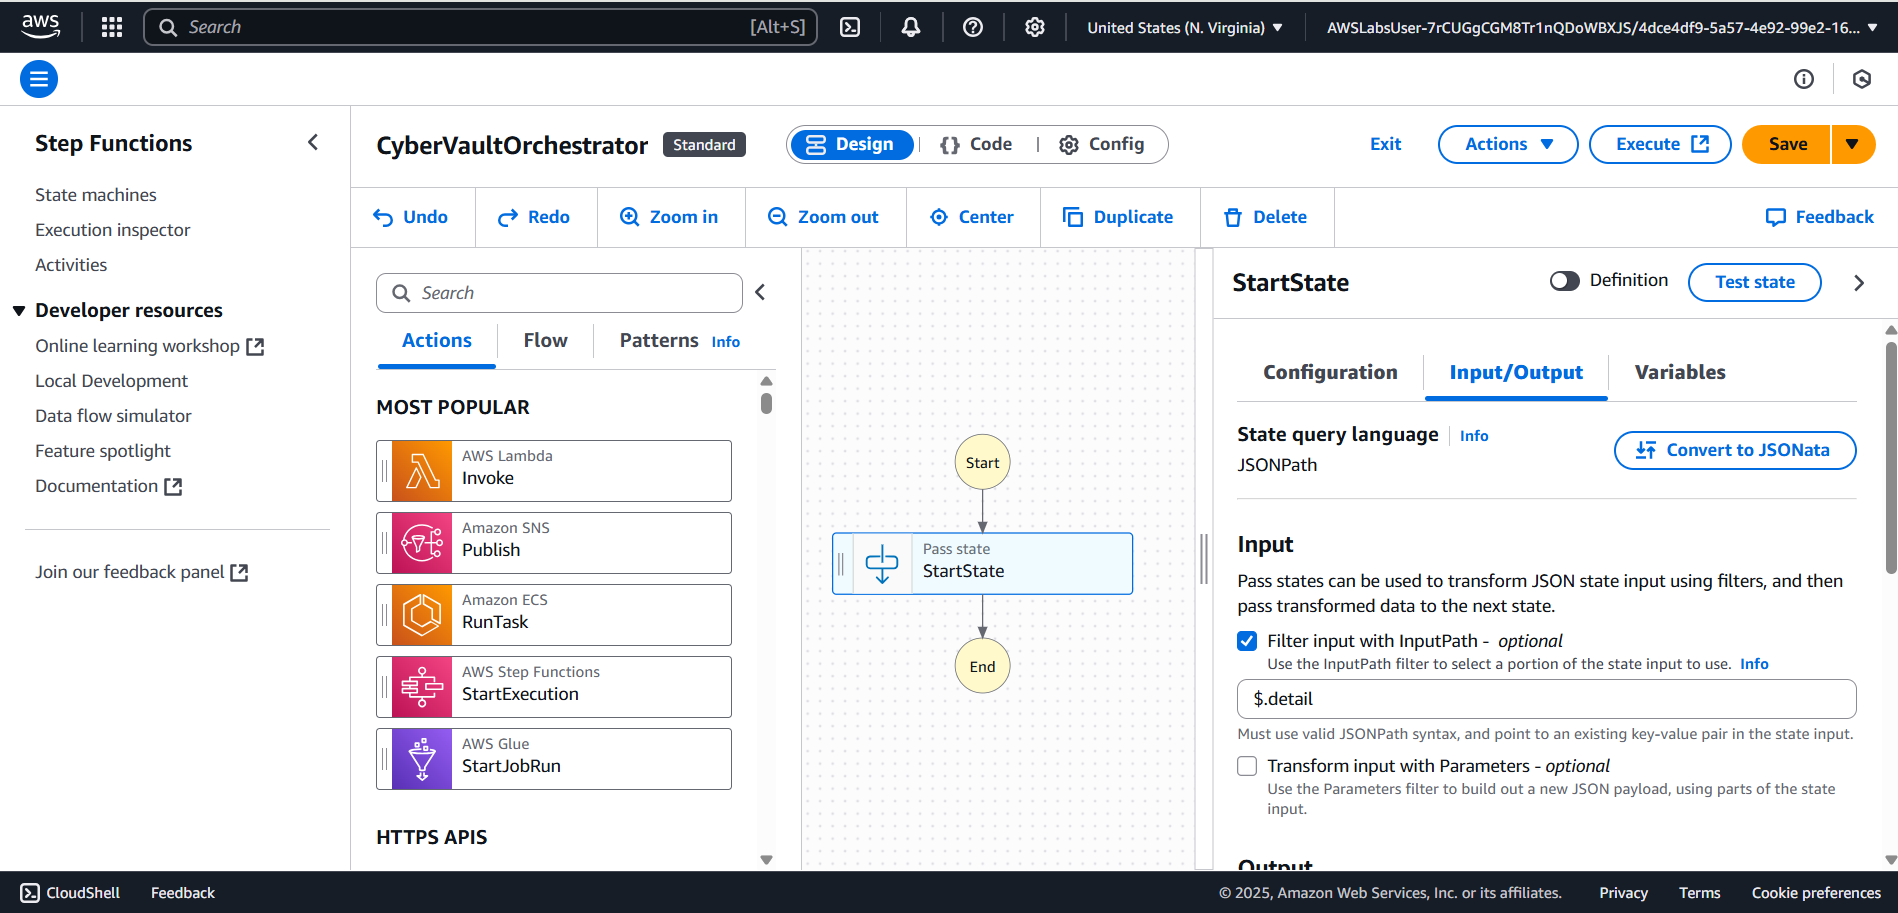 aws
Search
[Alt+S]
United States (N. Virginia)
AWSLabsUser-7rCUGgCGM8Tr1nQDoWBXJS/4dce4df9-5a57-4e92-99e2-16...
Step Functions
State machines
Execution inspector
Activities
Developer resources
Online learning workshop
Local Development
Data flow simulator
Feature spotlight
Documentation
Join our feedback panel
CyberVaultOrchestrator
Standard
Design
{} Code
Config
Exit
Actions
Execute
Save
Undo
Redo
Zoom in
Zoom out
Center
Duplicate
Delete
Feedback
Search
Actions
Flow
Patterns
Info
MOST POPULAR
AWS Lambda
Invoke
Amazon SNS
Publish
Amazon ECS
RunTask
AWS Step Functions
StartExecution
AWS Glue
StartJobRun
HTTPS APIS
Start
Pass state
StartState
End
StartState
Definition
Test state
Configuration
Input/Output
Variables
State query language
Info
JSONPath
Convert to JSONata
Input
Pass states can be used to transform JSON state input using filters, and then
pass transformed data to the next state.
Filter input with InputPath - optional
Use the InputPath filter to select a portion of the state input to use. Info
$.detail
Must use valid JSONPath syntax, and point to an existing key-value pair in the state input.
Transform input with Parameters - optional
Use the Parameters filter to build out a new JSON payload, using parts of the state
input.
Output
CloudShell
Feedback
© 2025, Amazon Web Services, Inc. or its affiliates.
Privacy
Terms
Cookie preferences